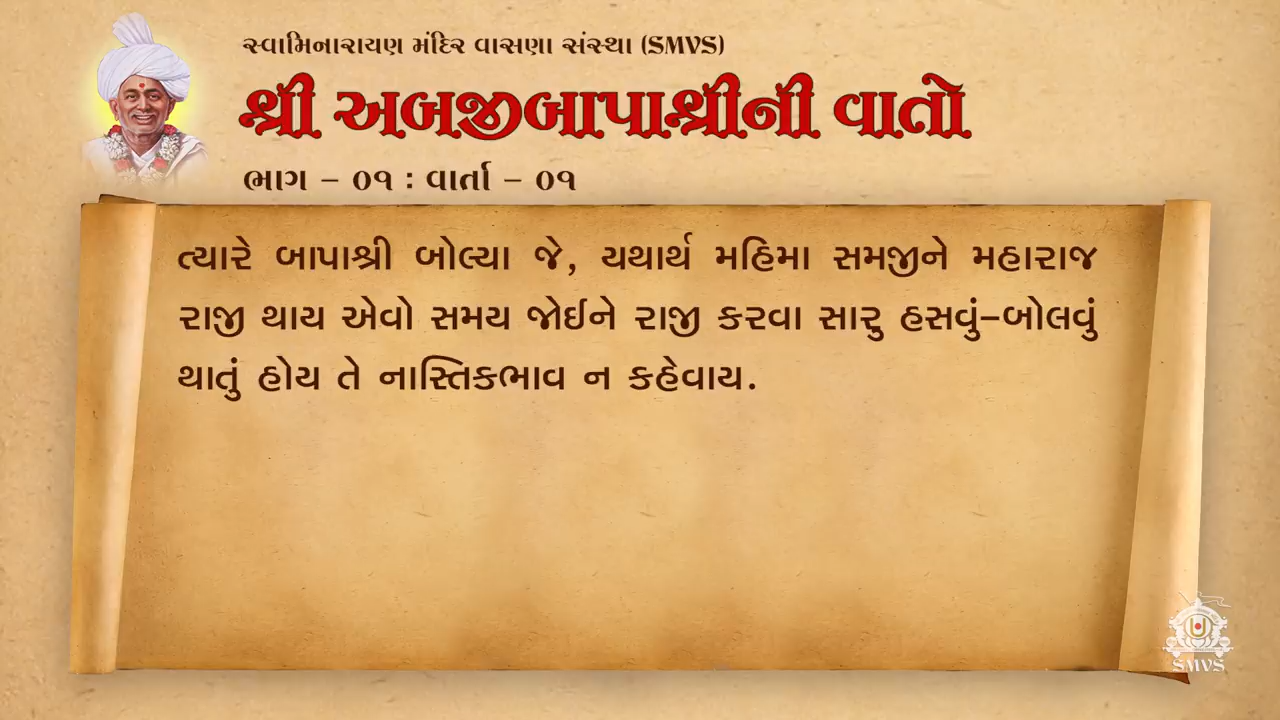 સ્વામિનારાયણ મંદિર વાસણા સંસ્થા (SMVS)
શ્રી અબજીબાપાશ્રીની વાતો
ભાગ – ૦૧ : વાર્તા – ૦૧
ત્યારે બાપાશ્રી બોલ્યા જે, યથાર્થ મહિમા સમજીને મહારાજ
રાજી થાય એવો સમય જોઈને રાજી કરવા સારુ હસવું–બોલવું
થાતું હોય તે નાસ્તિકભાવ ન કહેવાય.
SMVS